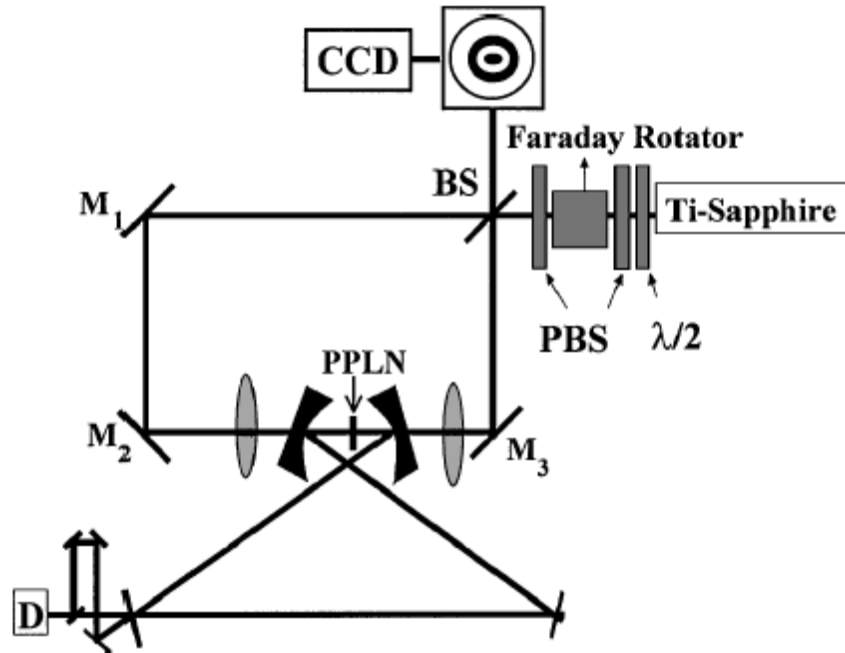 CCD
Faraday Rotator
BS
M1
Ti-Sapphire
PBS
λ/2
PPLN
M2
M3
D